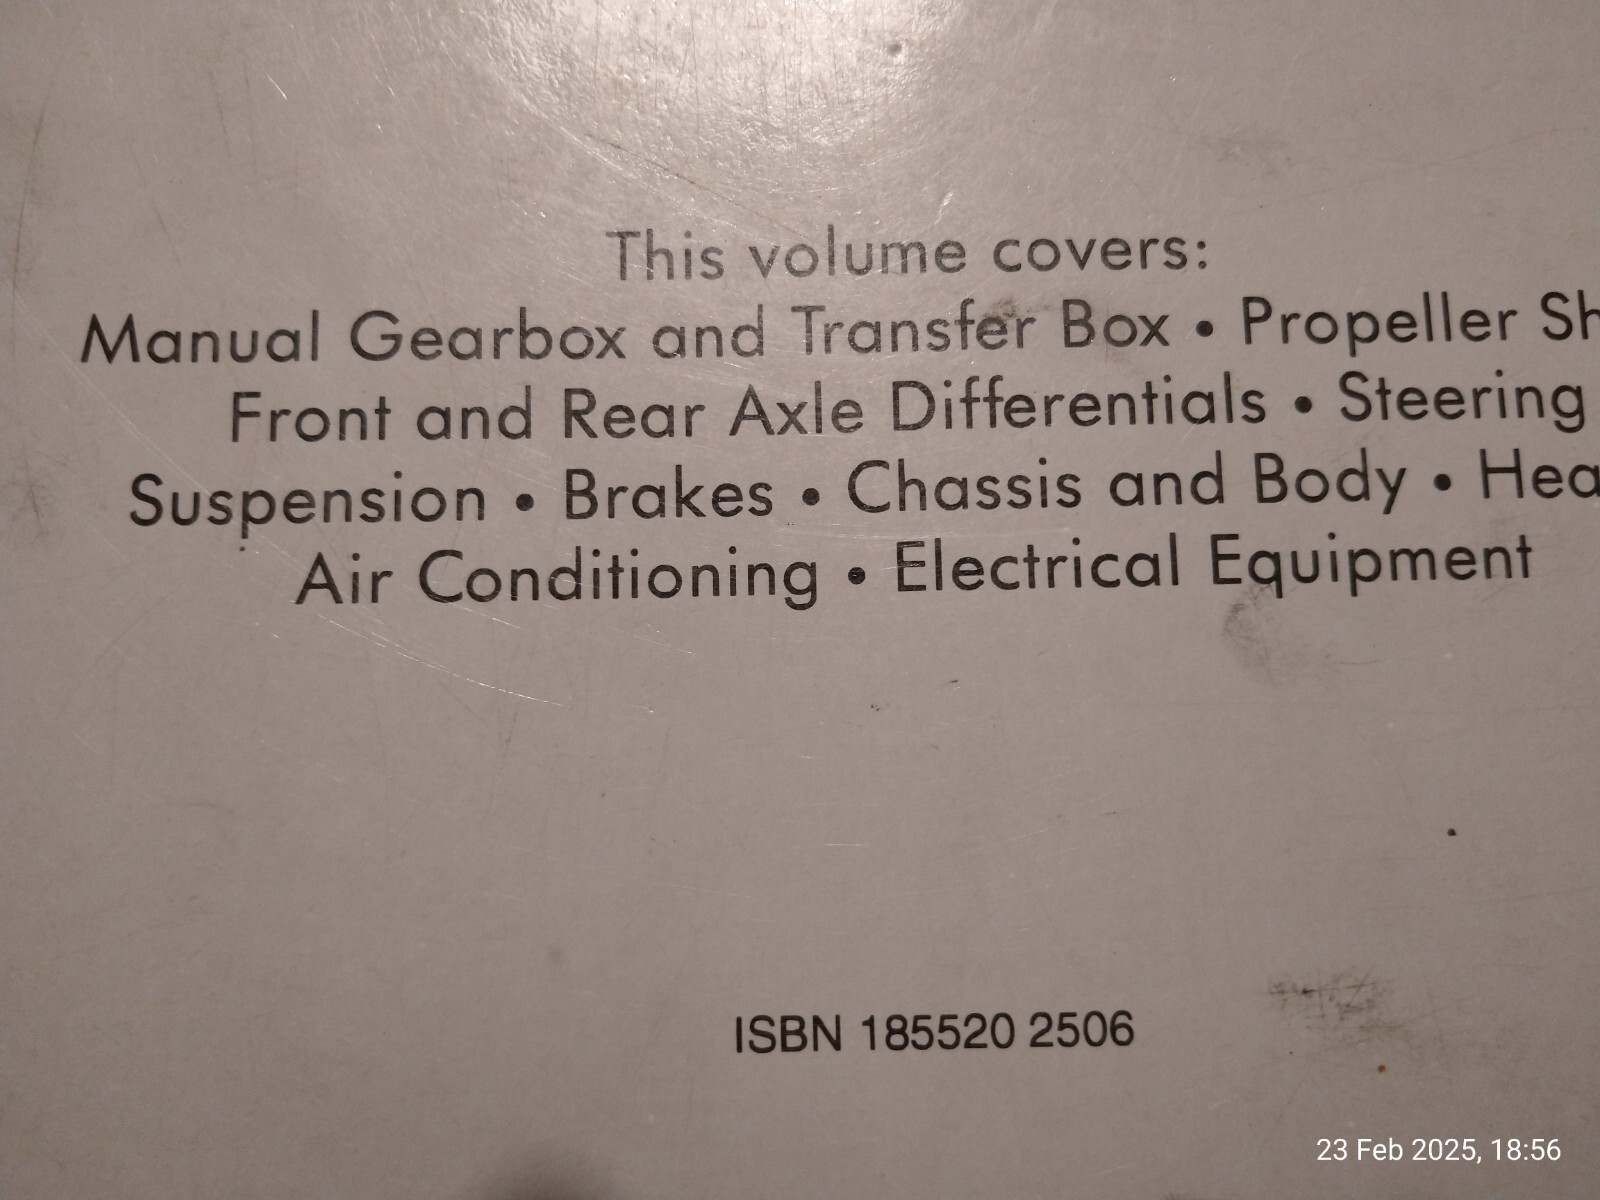 This volume covers:
Manual Gearbox and Transfer Box • Propeller Sh
Front and Rear Axle Differentials • Steering
Suspension • Brakes • Chassis and Body • Hea
Air Conditioning • Electrical Equipment
ISBN 185520 2506
23 Feb 2025, 18:56